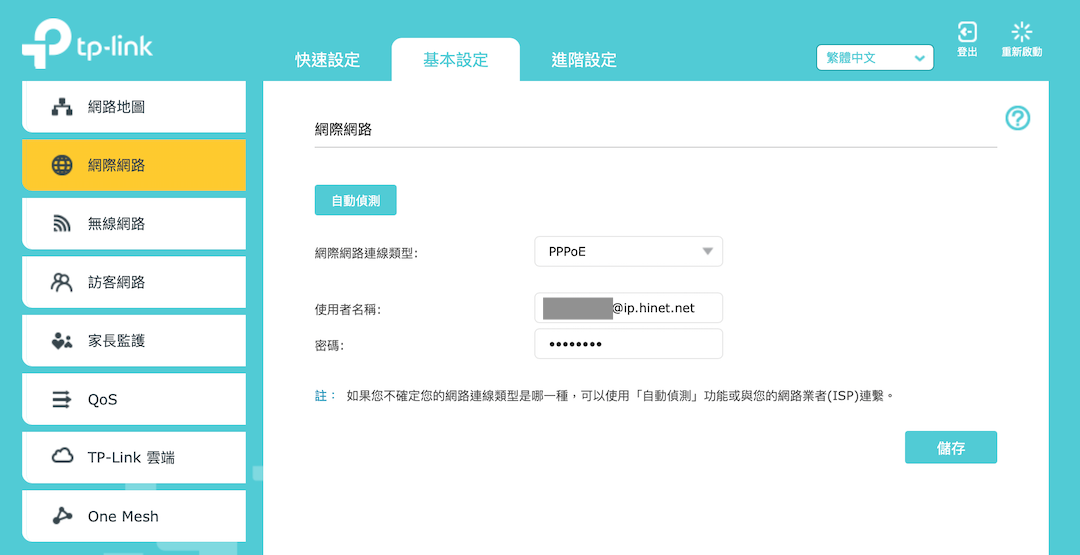 tp-link
快速設定
基本設定
進階設定
繁體中文
登出
重新啟動
網路地圖
網際網路
無線網路
訪客網路
家長監護
QoS
TP-Link 雲端
One Mesh
網際網路
自動偵測
網際網路連線類型:
PPPoE
使用者名稱:
@ip.hinet.net
密碼:
••••••••
註： 如果您不確定您的網路連線類型是哪一種，可以使用「自動偵測」功能或與您的網路業者(ISP)連繫。
儲存